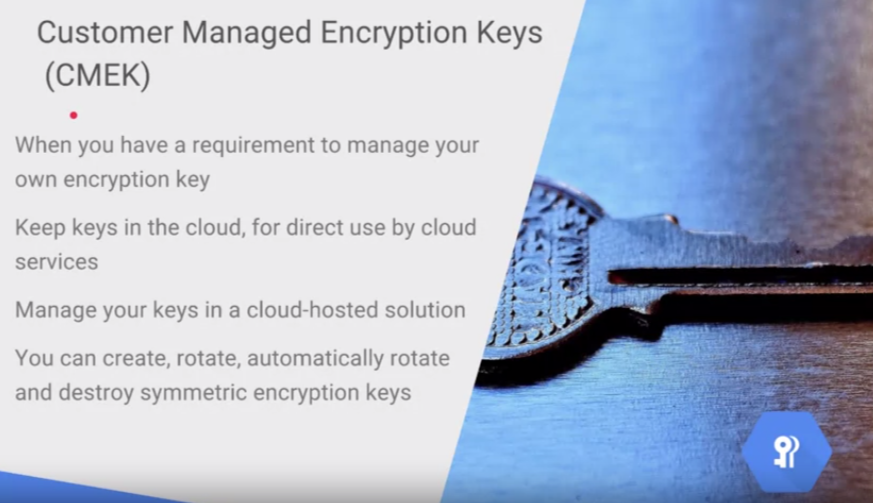 Customer Managed Encryption Keys
(CMEK)
When you have a requirement to manage your
own encryption key
Keep keys in the cloud, for direct use by cloud
services
Manage your keys in a cloud-hosted solution
You can create, rotate, automatically rotate
and destroy symmetric encryption keys